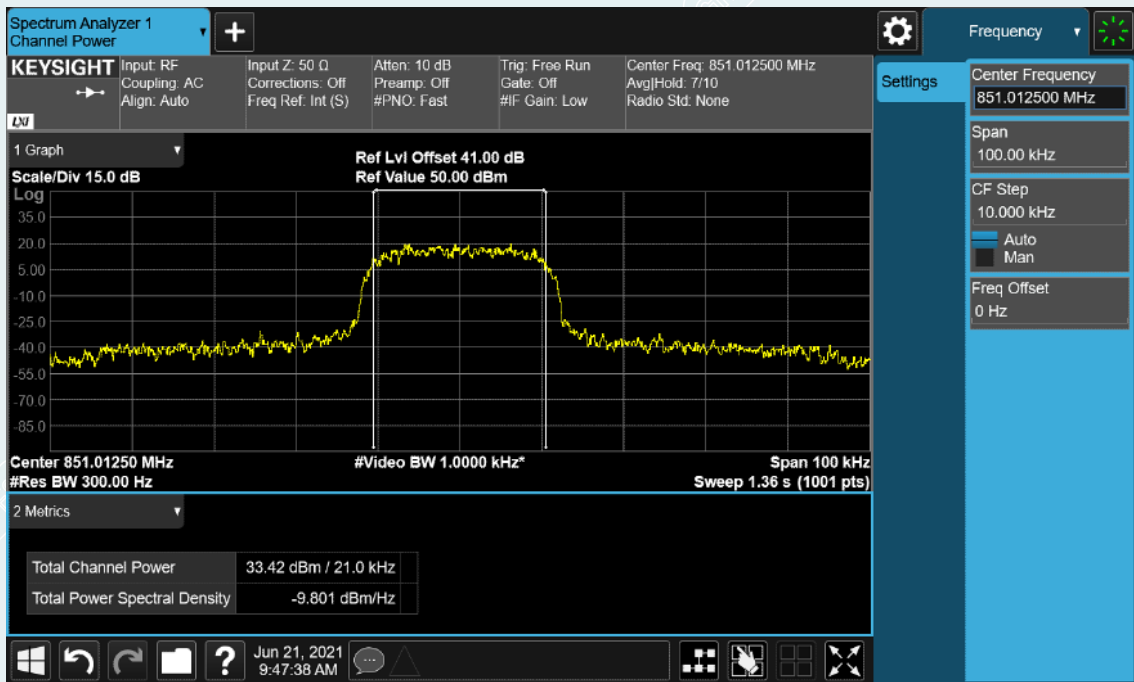 Spectrum Analyzer 1
Channel Power
+
Frequency
KEYSIGHT
LXI
Input: RF
Coupling: AC
Align: Auto
Input Z: 50 Ω
Corrections: Off
Freq Ref: Int (S)
Atten: 10 dB
Preamp: Off
#PNO: Fast
Trig: Free Run
Gate: Off
#IF Gain: Low
Center Freq: 851.012500 MHz
Avg|Hold: 7/10
Radio Std: None
Settings
Center Frequency
851.012500 MHz
Span
100.00 kHz
CF Step
10.000 kHz
Auto
Man
Freq Offset
0 Hz
1 Graph
Scale/Div 15.0 dB
Ref Lvl Offset 41.00 dB
Ref Value 50.00 dBm
Log
35.0
20.0
5.00
-10.0
-25.0
-40.0
-55.0
-70.0
-85.0
Center 851.01250 MHz
#Res BW 300.00 Hz
#Video BW 1.0000 kHz*
Span 100 kHz
Sweep 1.36 s (1001 pts)
2 Metrics
Total Channel Power 33.42 dBm / 21.0 kHz
Total Power Spectral Density -9.801 dBm/Hz
?
Jun 21, 2021
9:47:38 AM